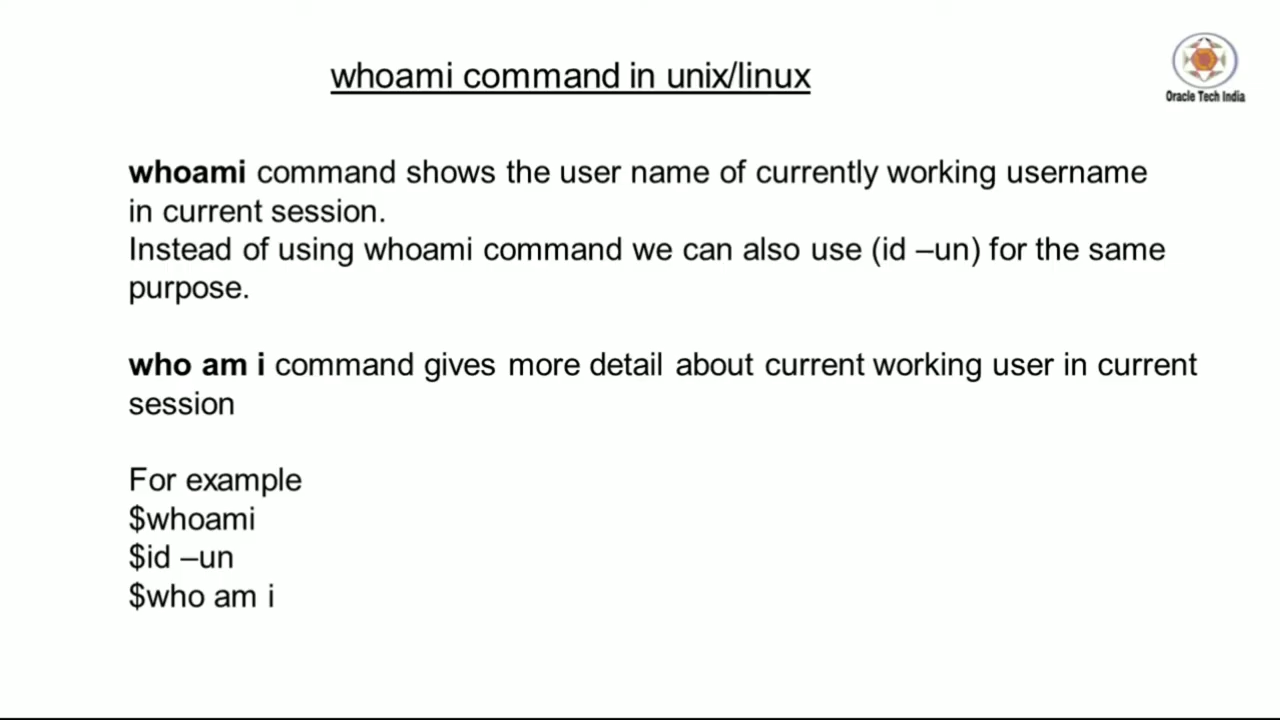 whoami command in unix/linux
Oracle Tech India
whoami command shows the user name of currently working username
in current session.
Instead of using whoami command we can also use (id –un) for the same
purpose.
who am i command gives more detail about current working user in current
session
For example
$whoami
$id –un
$who am i